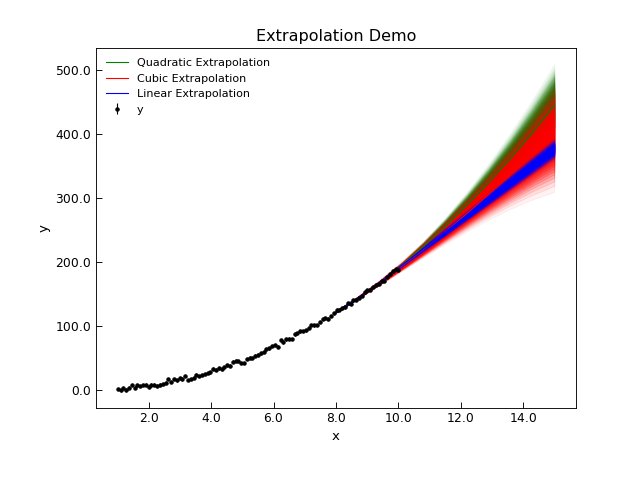 Extrapolation Demo
500.0
400.0
300.0
200.0
100.0
0.0
y
Quadratic Extrapolation
Cubic Extrapolation
Linear Extrapolation
y
2.0 4.0 6.0 8.0 10.0 12.0 14.0
x